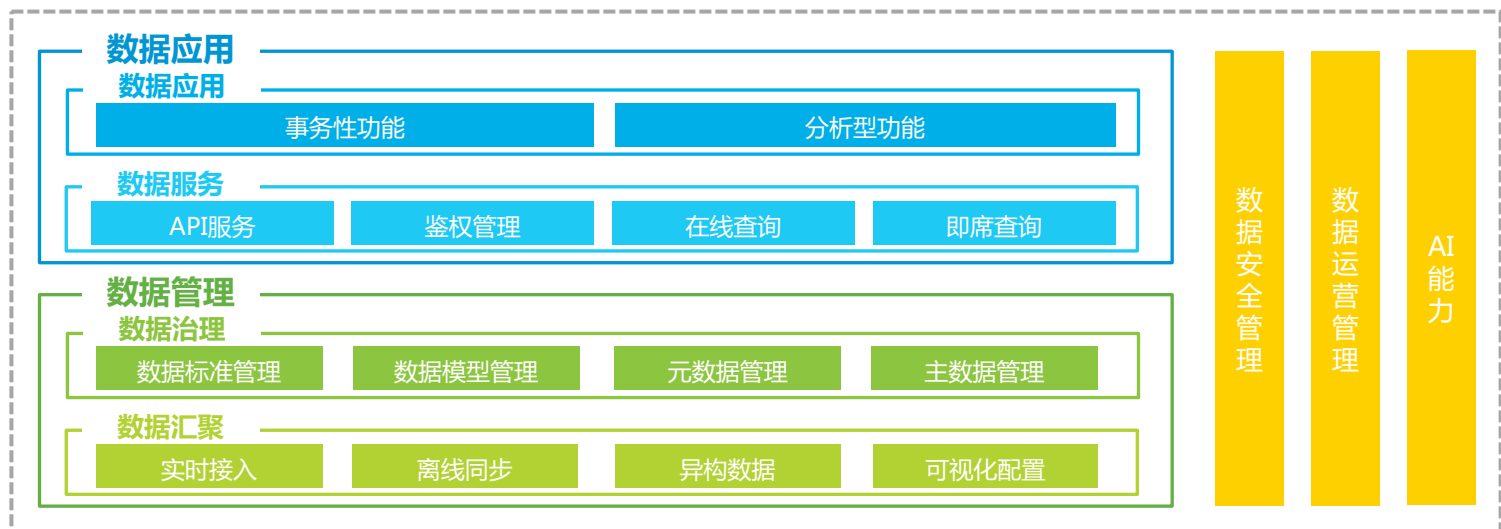 数据应用
数据应用
事务性功能
分析型功能
数据服务
API服务
鉴权管理
在线查询
即席查询
数据管理
数据治理
数据标准管理
数据模型管理
元数据管理
主数据管理
数据汇聚
实时接入
离线同步
异构数据
可视化配置
数据安全管理
数据运营管理
AI能力